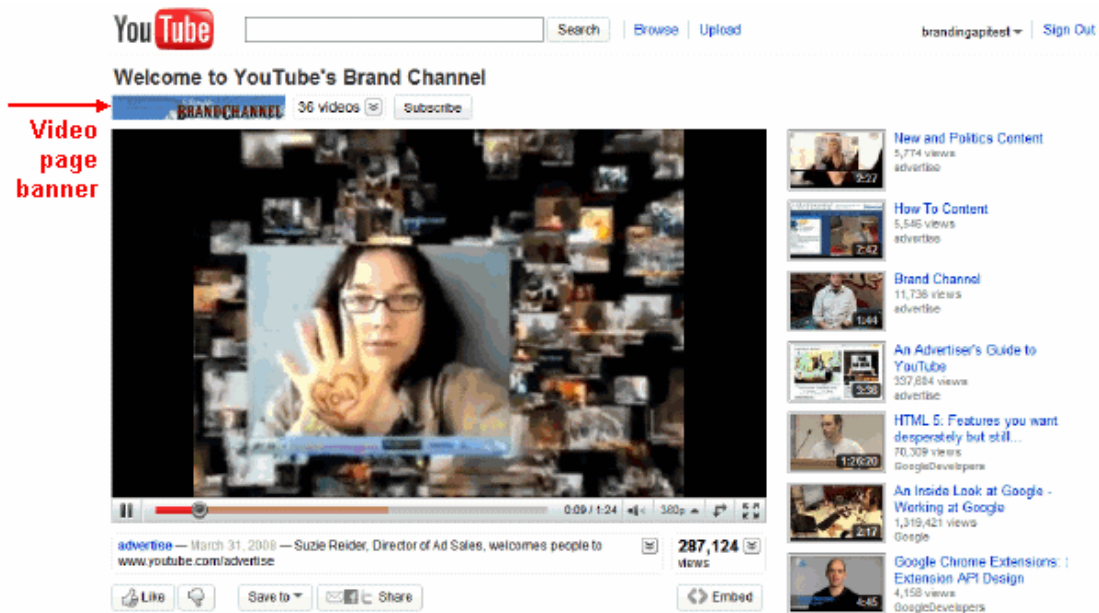 You Tube
Search
Browse
Upload
brandingapitest
Sign Out
Welcome to YouTube's Brand Channel
BRANDCHANNEL
36 videos
Subscribe
Video
page
banner
YOU
0:09 / 1:24
360p
advertise — March 31, 2008 — Suzie Reider, Director of Ad Sales, welcomes people to
www.youtube.com/advertise
287,124
views
Like
Save to
Share
Embed
New and Politics Content
5,774 views
advertise
2:27
How To Content
5,546 views
advertise
2:42
Brand Channel
11,736 views
advertise
1:44
An Advertiser's Guide to
YouTube
337,684 views
advertise
3:36
HTML 5: Features you want
desperately but still...
70,309 views
GoogleDevelopers
1:26:20
An Inside Look at Google -
Working at Google
1,319,421 views
Google
2:17
Google Chrome Extensions:
Extension API Design
4,158 views
GoogleDevelopers
4:45